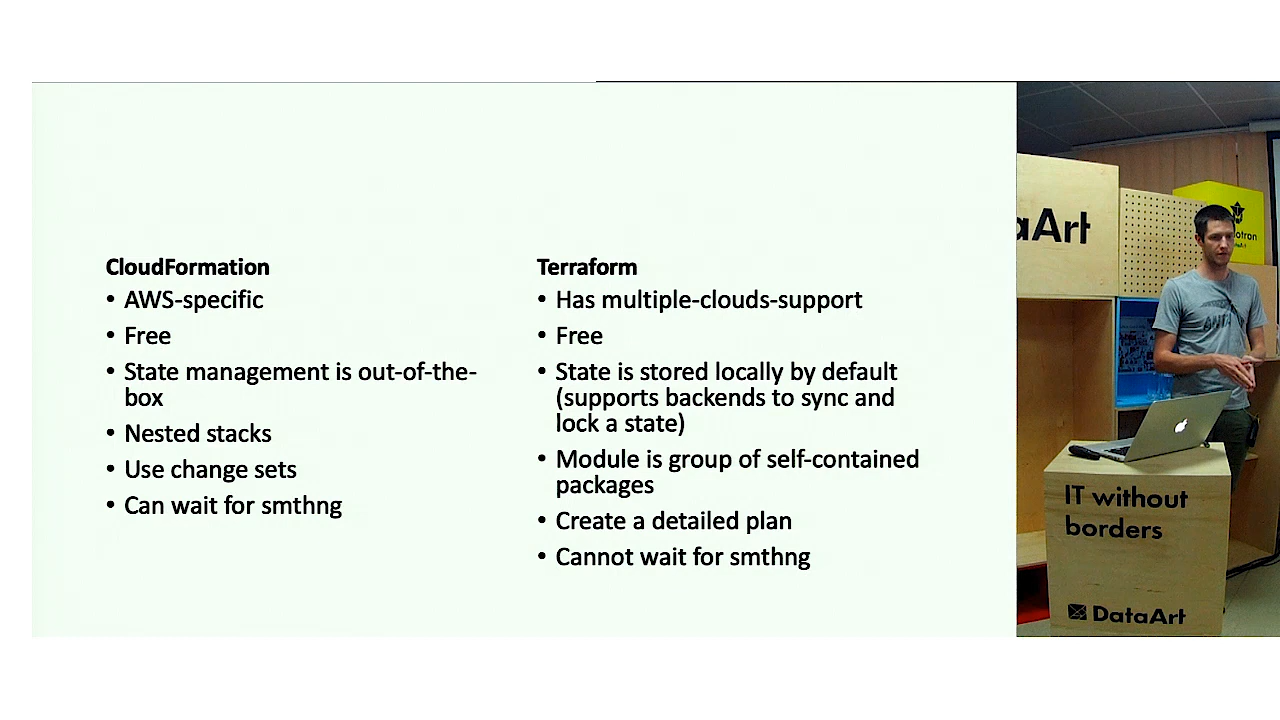 CloudFormation
• AWS-specific
• Free
• State management is out-of-the-
box
• Nested stacks
• Use change sets
• Can wait for smthng
Terraform
• Has multiple-clouds-support
• Free
• State is stored locally by default
(supports backends to sync and
lock a state)
• Module is group of self-contained
packages
• Create a detailed plan
• Cannot wait for smthng
aArt
IT without
borders
DataArt